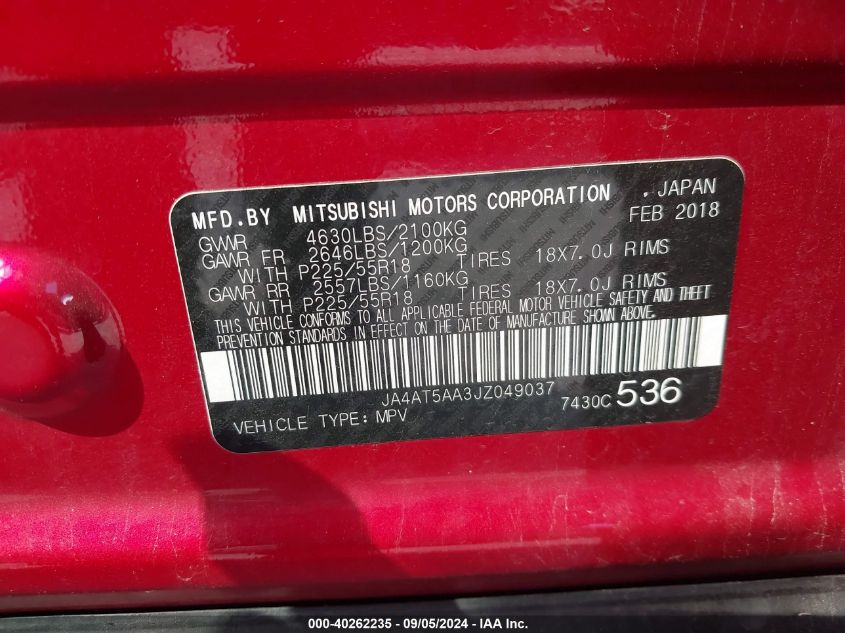 MFD.BY MITSUBISHI MOTORS CORPORATION . JAPAN
FEB 2018
GVWR 4630LBS/2100KG
GAWR FR 2646LBS/1200KG
WITH P225/55R18 TIRES 18X7.0J RIMS
GAWR RR 2557LBS/1160KG
WITH P225/55R18 TIRES 18X7.0J RIMS
THIS VEHICLE CONFORMS TO ALL APPLICABLE FEDERAL MOTOR VEHICLE SAFETY AND THEFT
PREVENTION STANDARDS IN EFFECT ON THE DATE OF MANUFACTURE SHOWN ABOVE.
JA4AT5AA3JZ049037
VEHICLE TYPE: MPV 7430C 536
000-40262235 - 09/05/2024 - IAA Inc.